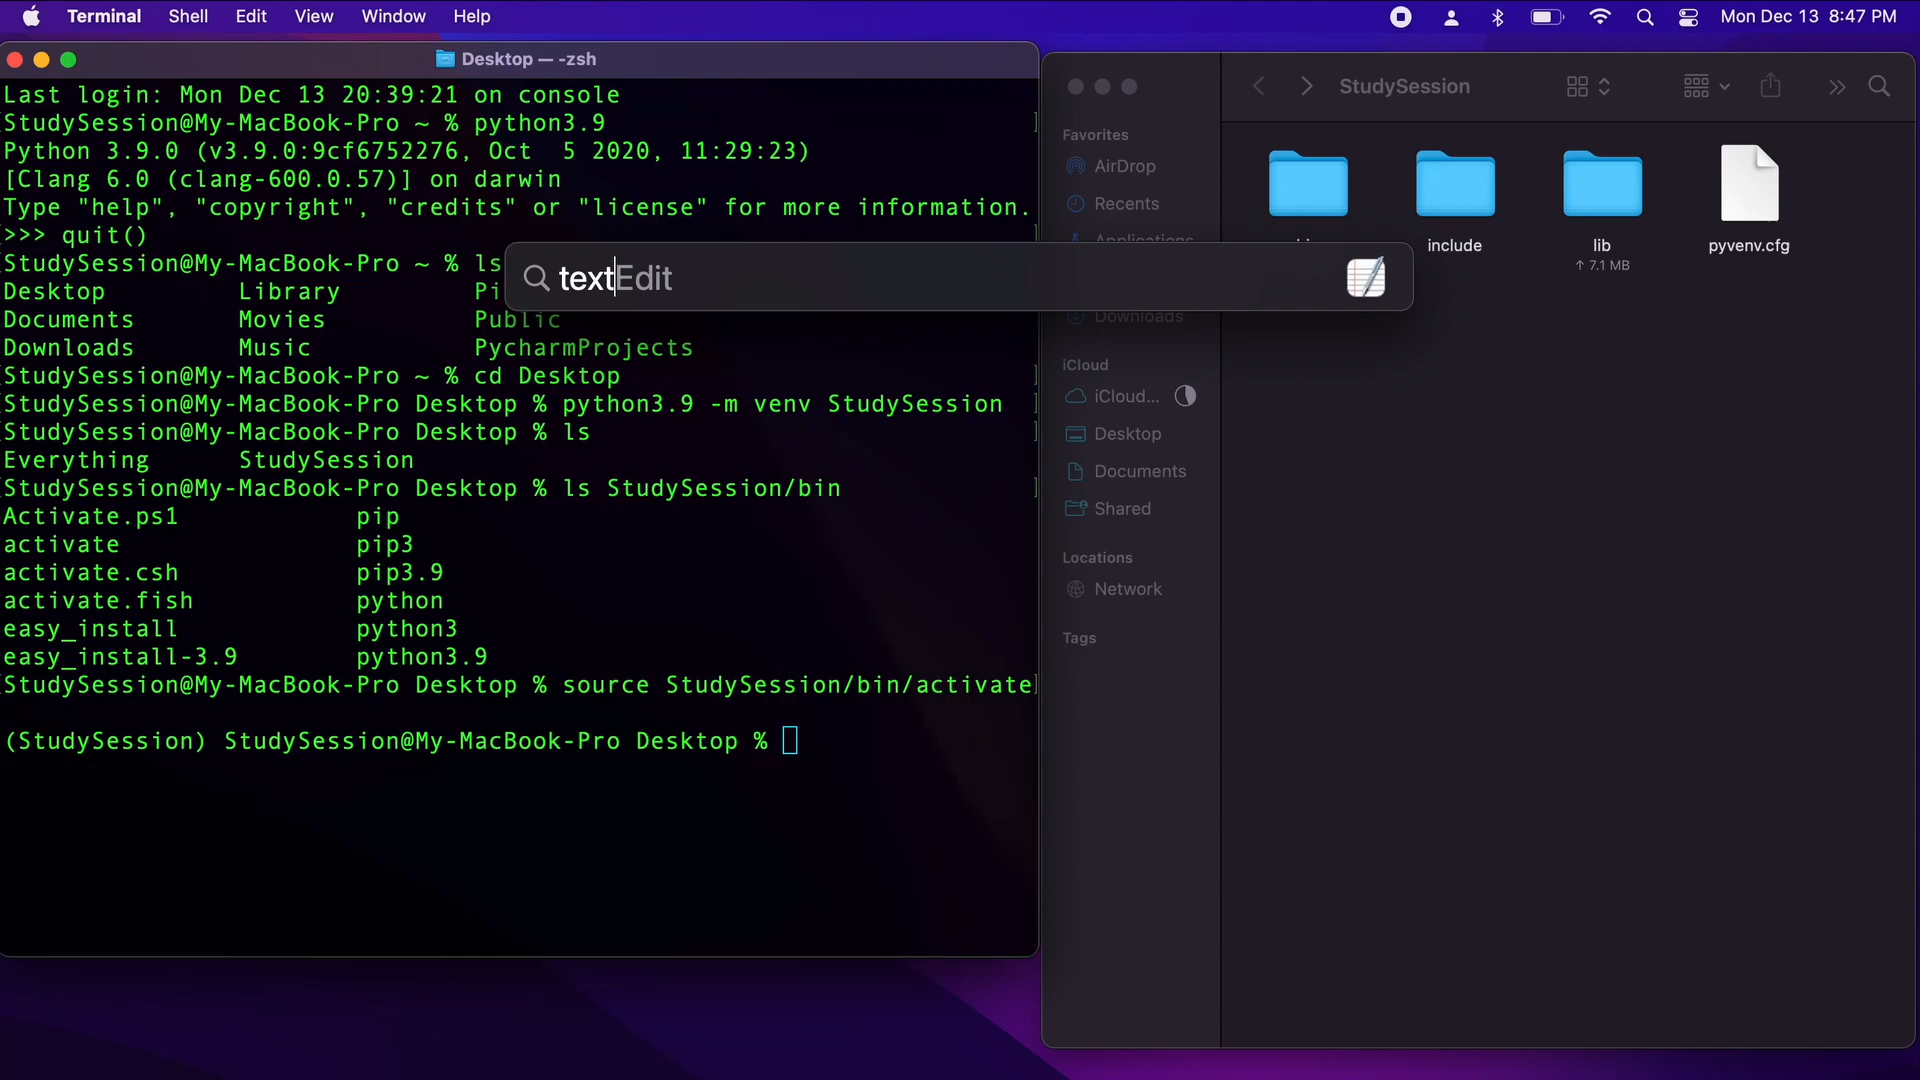 Terminal Shell Edit View Window Help
Mon Dec 13 8:47 PM
Desktop — -zsh
Last login: Mon Dec 13 20:39:21 on console
[StudySession@My-MacBook-Pro ~ % python3.9 ]
Python 3.9.0 (v3.9.0:9cf6752276, Oct  5 2020, 11:29:23)
[Clang 6.0 (clang-600.0.57)] on darwin
Type "help", "copyright", "credits" or "license" for more information.
>>> quit()
StudySession@My-MacBook-Pro ~ % ls
Desktop Library
Documents Movies Public
Downloads Music PycharmProjects
[StudySession@My-MacBook-Pro ~ % cd Desktop ]
[StudySession@My-MacBook-Pro Desktop % python3.9 -m venv StudySession ]
[StudySession@My-MacBook-Pro Desktop % ls ]
Everything StudySession
[StudySession@My-MacBook-Pro Desktop % ls StudySession/bin ]
Activate.ps1 pip
activate pip3
activate.csh pip3.9
activate.fish python
easy_install python3
easy_install-3.9 python3.9
[StudySession@My-MacBook-Pro Desktop % source StudySession/bin/activate]
(StudySession) StudySession@My-MacBook-Pro Desktop %
textEdit
StudySession
Favorites
AirDrop
Recents
Applications
Downloads
iCloud
iCloud...
Desktop
Documents
Shared
Locations
Network
Tags
include
lib
↑ 7.1 MB
pyvenv.cfg